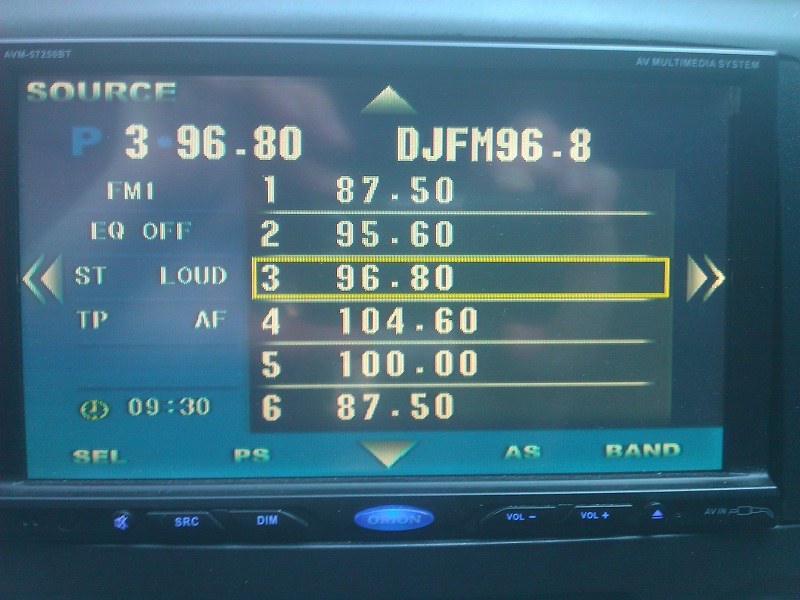 AVM-57250BT
AV MULTIMEDIA SYSTEM
SOURCE
P 3 96.80 DJFM96.8
FM1
1 87.50
EQ OFF
2 95.60
ST LOUD
3 96.80
TP AF
4 104.60
5 100.00
09:30
6 87.50
SEL PS AS BAND
SRC DIM ORION VOL - VOL + AV IN